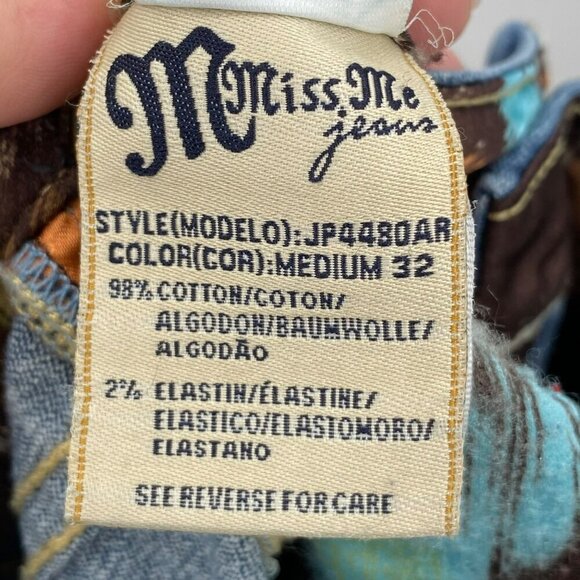 M Miss Me
jeans
STYLE(MODELO):JP4480AR
COLOR(COR):MEDIUM 32
98% COTTON/COTON/
ALGODON/BAUMWOLLE/
ALGODÃO
2% ELASTIN/ÉLASTINE/
ELASTICO/ELASTOMORO/
ELASTANO
SEE REVERSE FOR CARE